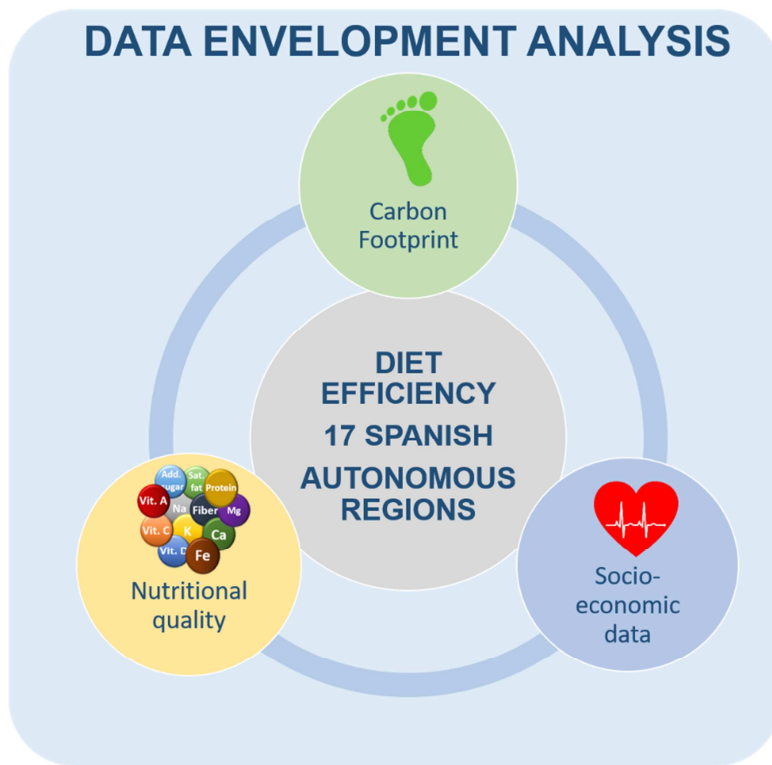 DATA ENVELOPMENT ANALYSIS
Carbon
Footprint
DIET
EFFICIENCY
17 SPANISH
AUTONOMOUS
REGIONS
Add.
sugar
Sat.
fat
Protein
Vit. A
Na
Fiber
Mg
Vit. C
K
Ca
Vit. D
Fe
Nutritional
quality
Socio-
economic
data